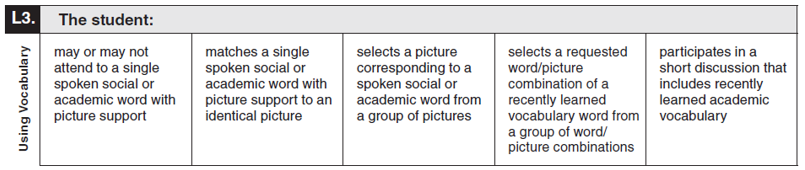 L3. The student:
Using Vocabulary
may or may not
attend to a single
spoken social or
academic word with
picture support
matches a single
spoken social or
academic word with
picture support to an
identical picture
selects a picture
corresponding to a
spoken social or
academic word from
a group of pictures
selects a requested
word/picture
combination of a
recently learned
vocabulary word from
a group of word/
picture combinations
participates in a
short discussion that
includes recently
learned academic
vocabulary